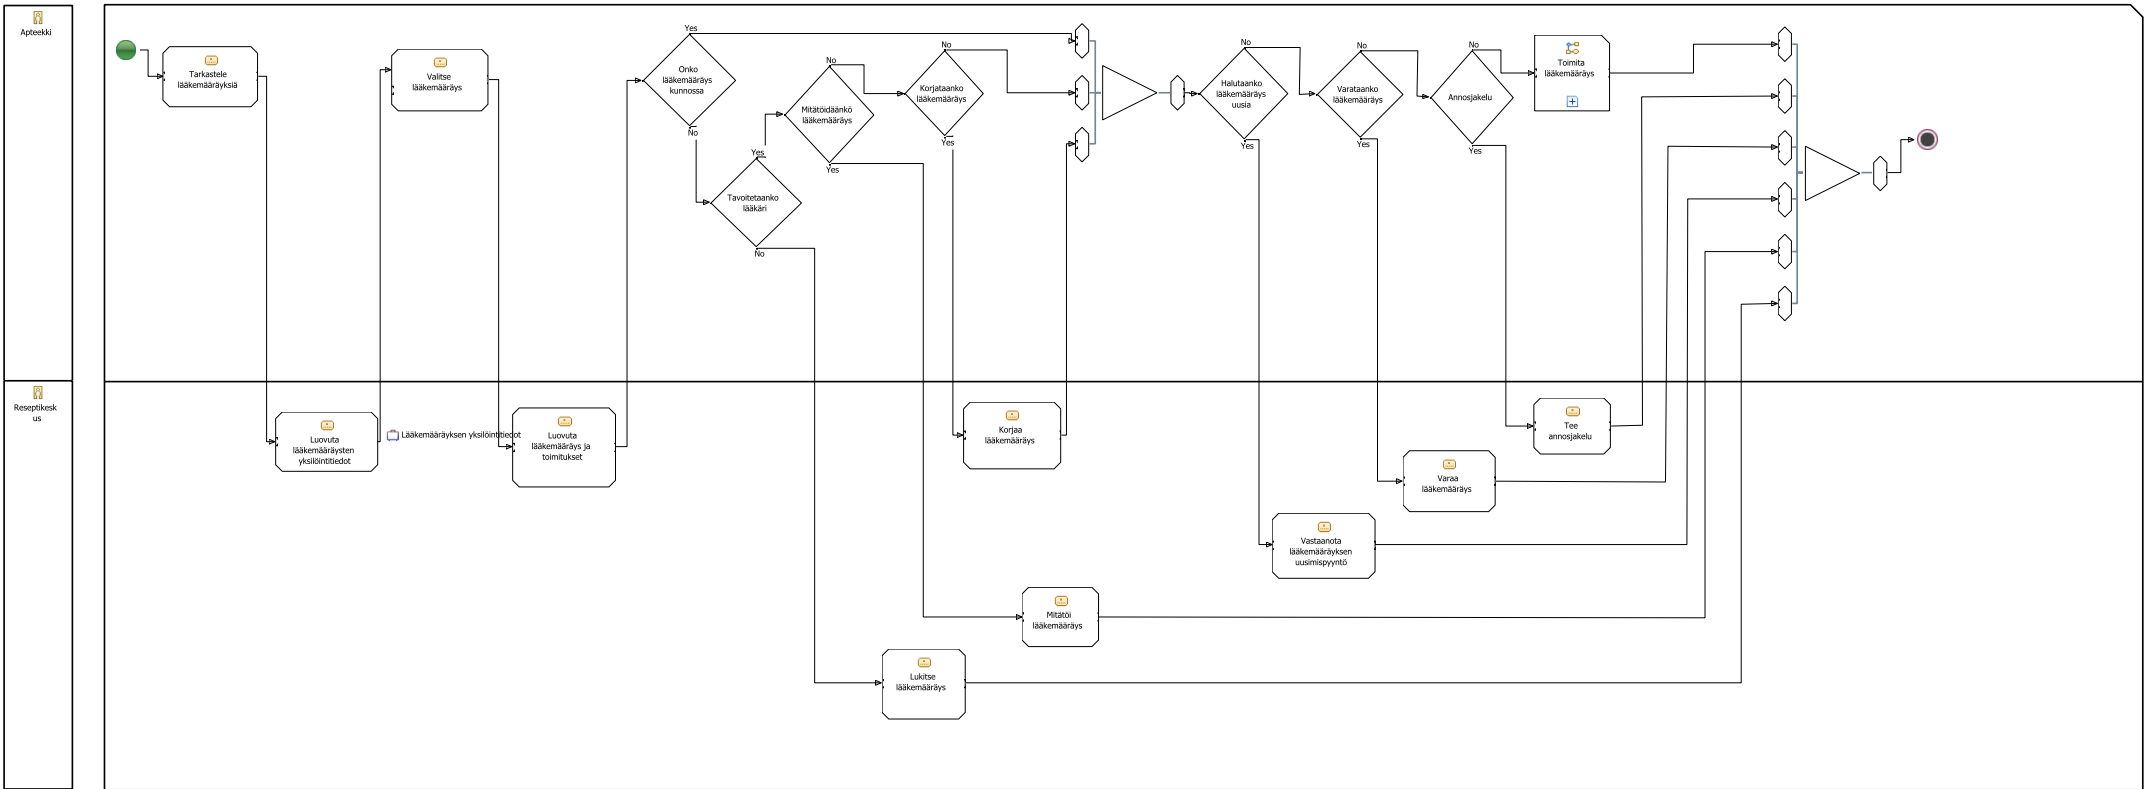 Apteekki
Tarkastele
lääkemääräyksiä
Valitse
lääkemääräys
Yes
Onko
lääkemääräys
kunnossa
No
Yes
Tavoitetaanko
lääkäri
No
No
Mitätöidäänkö
lääkemääräys
Yes
No
Korjataanko
lääkemääräys
Yes
No
Halutaanko
lääkemääräys
uusia
Yes
No
Varataanko
lääkemääräys
Yes
No
Annosjakelu
Yes
Toimita
lääkemääräys
Reseptikesk
us
Luovuta
lääkemääräysten
yksilöintitiedot
Lääkemääräyksen yksilöintitiedot
Luovuta
lääkemääräys ja
toimitukset
Korjaa
lääkemääräys
Tee
annosjakelu
Varaa
lääkemääräys
Vastaanota
lääkemääräyksen
uusimispyyntö
Mitätöi
lääkemääräys
Lukitse
lääkemääräys